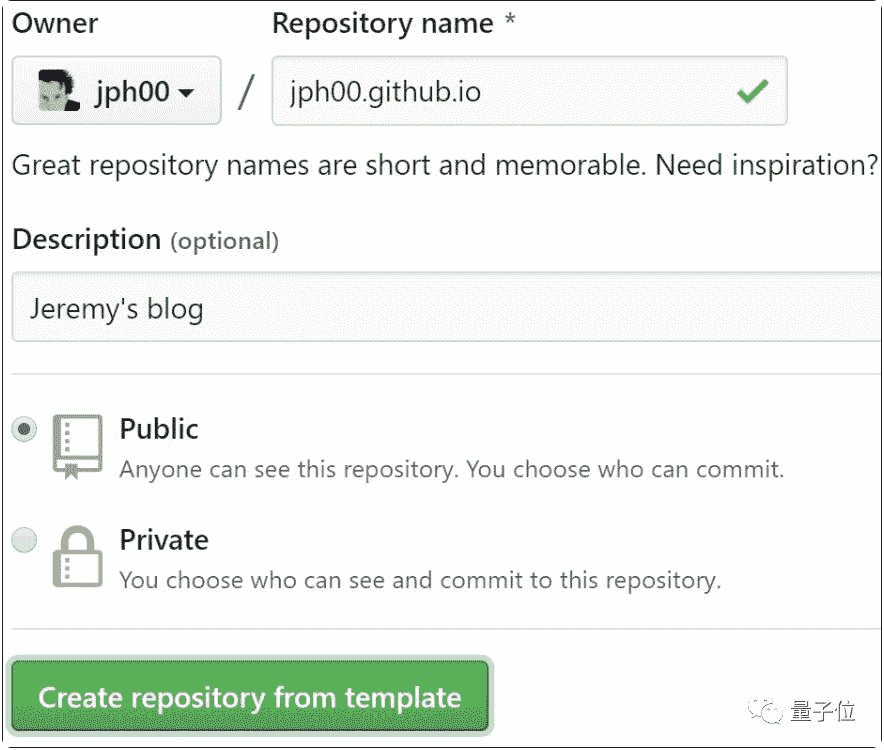 Owner Repository name *
jph00 / jph00.github.io
Great repository names are short and memorable. Need inspiration?
Description (optional)
Jeremy's blog
Public
Anyone can see this repository. You choose who can commit.
Private
You choose who can see and commit to this repository.
Create repository from template
量子位